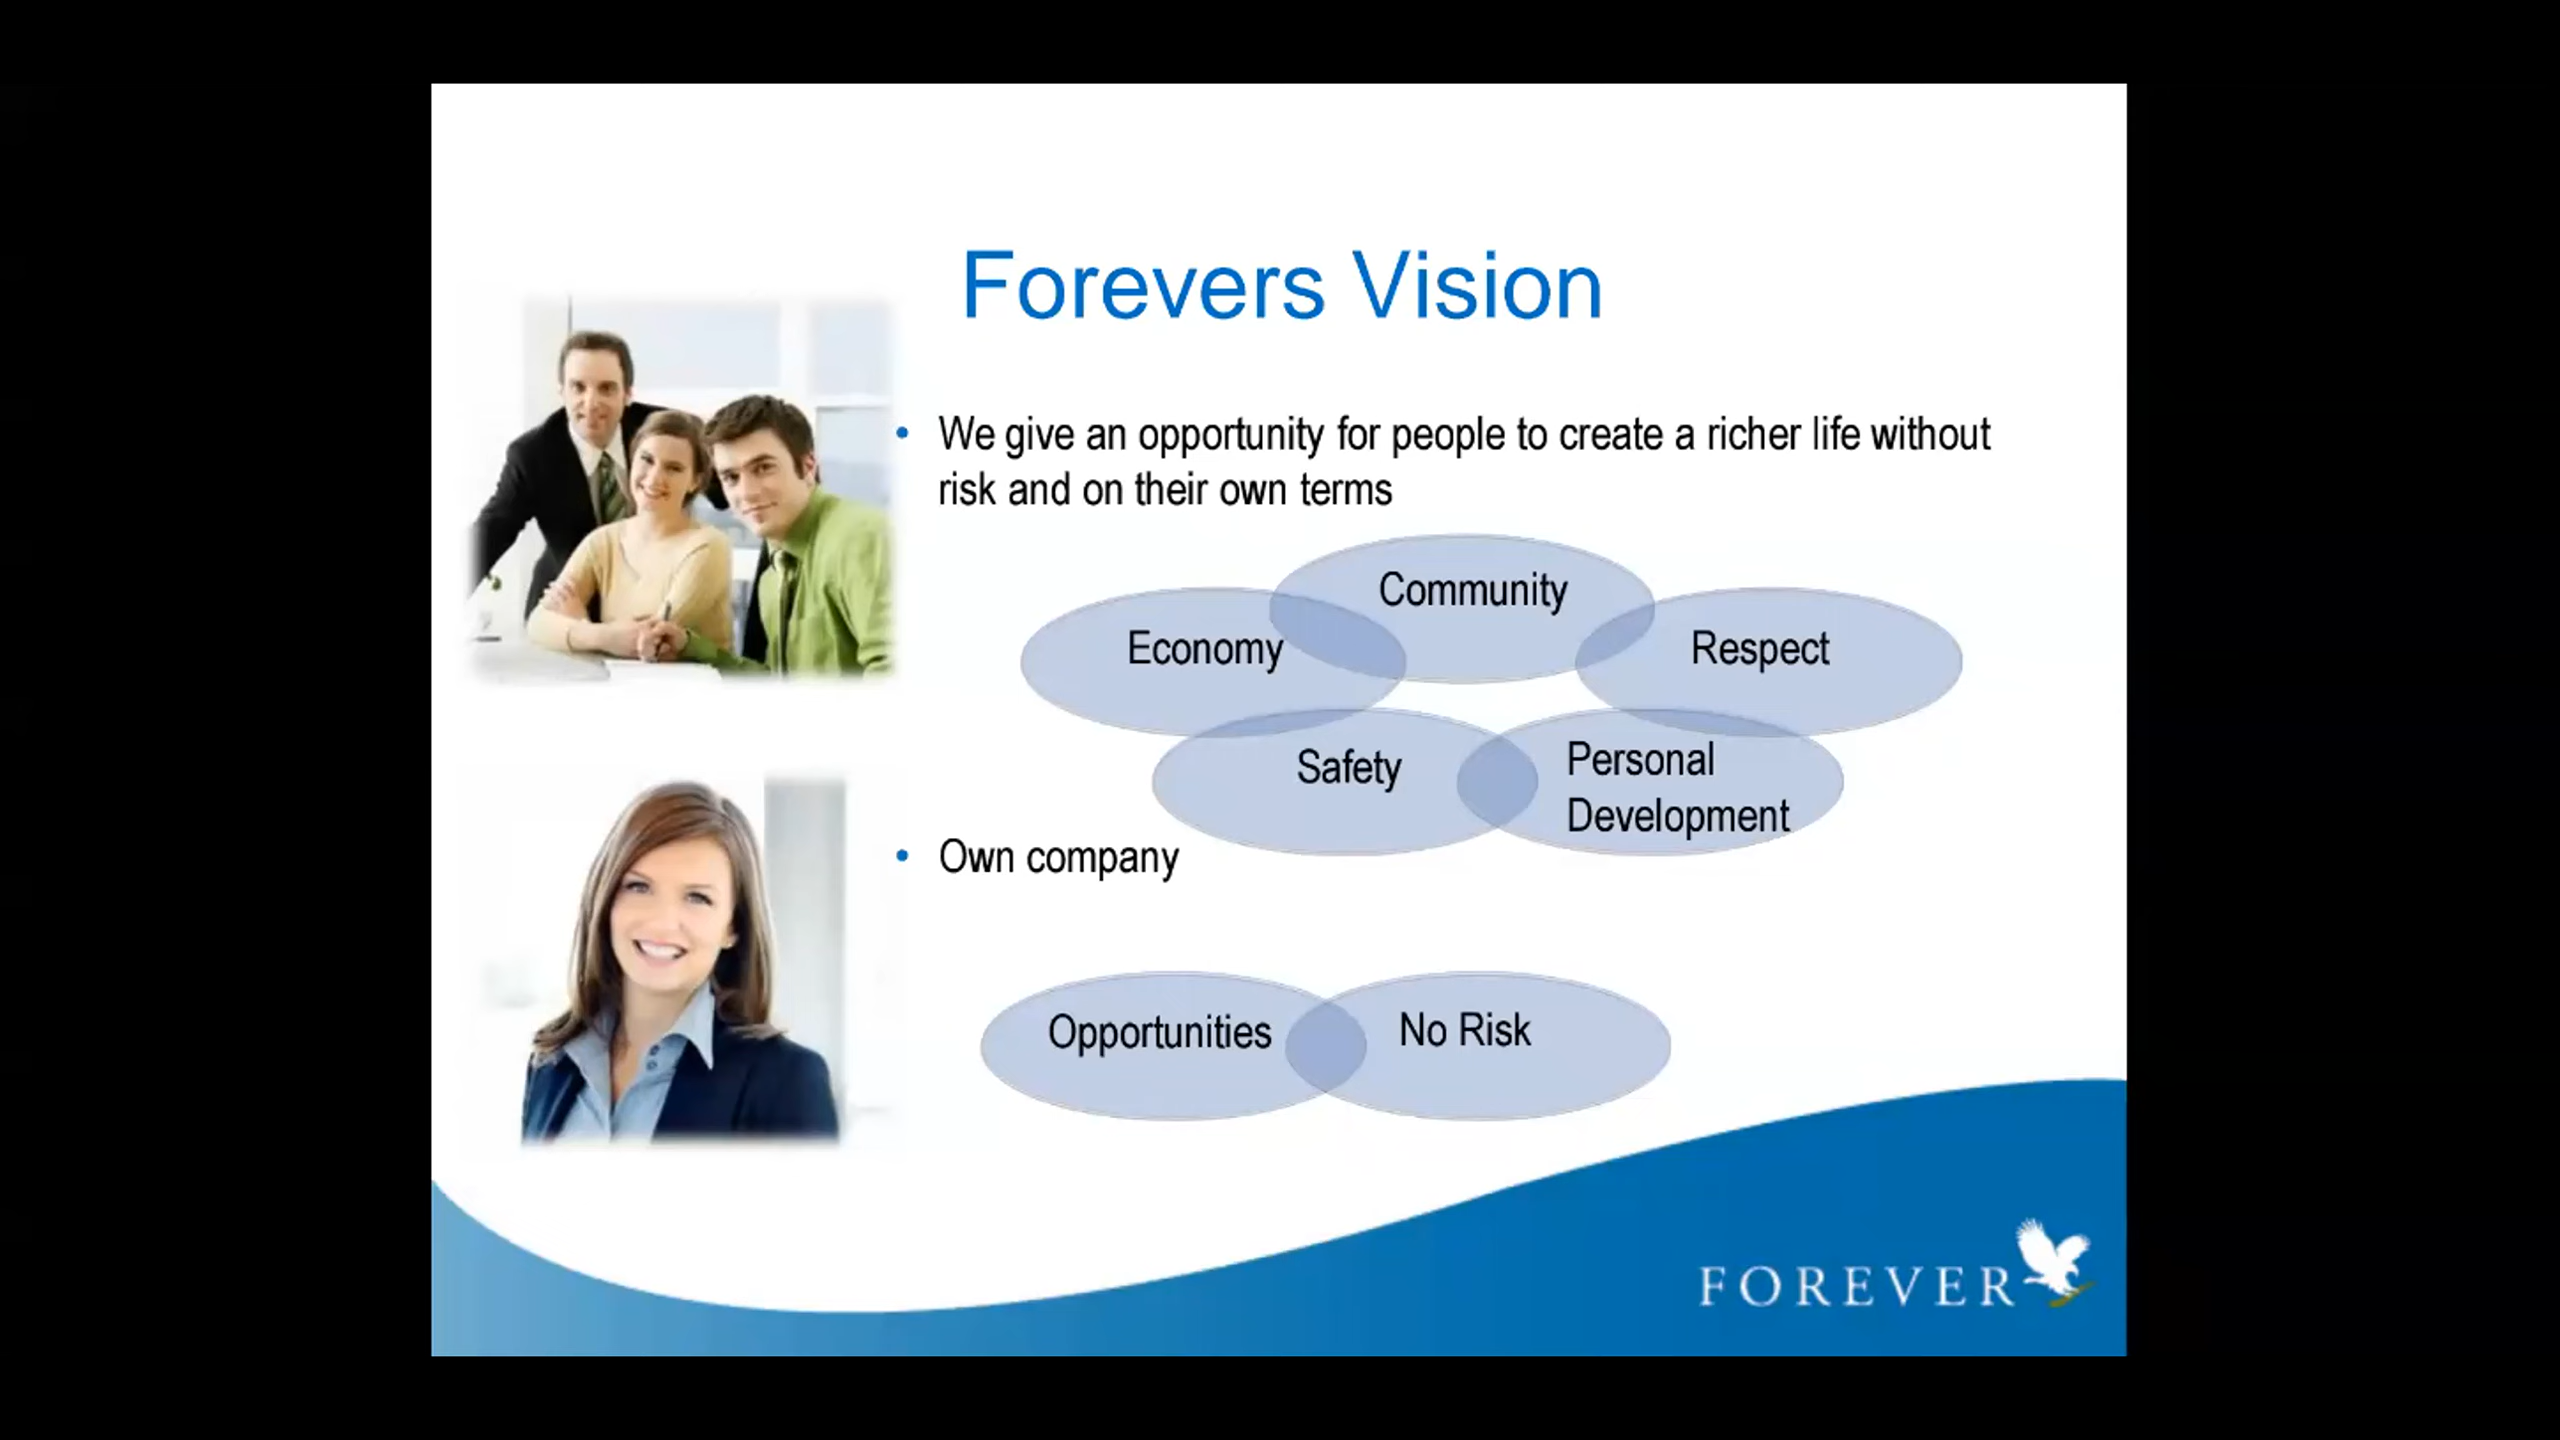 Forevers Vision
• We give an opportunity for people to create a richer life without
risk and on their own terms
Community
Economy
Respect
Safety
Personal
Development
• Own company
Opportunities
No Risk
FOREVER